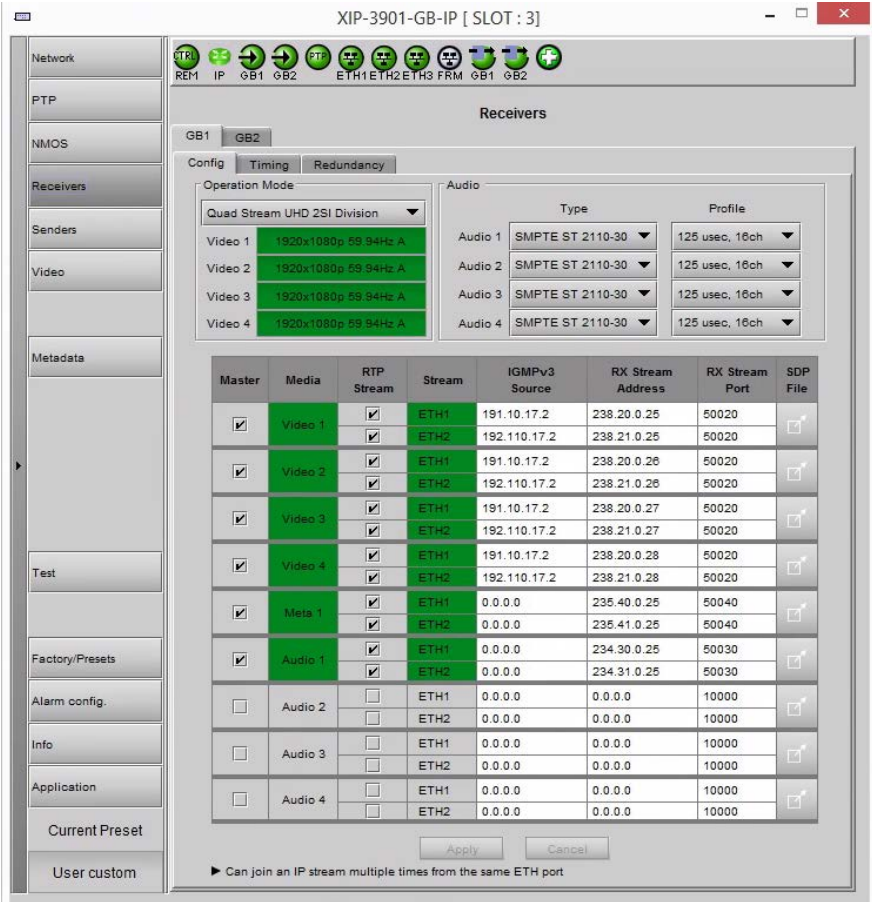 XIP-3901-GB-IP [ SLOT : 3]
Network
PTP
NMOS
Receivers
Senders
Video
Metadata
Test
Factory/Presets
Alarm config.
Info
Application
Current Preset
User custom
CTRL PTP
REM IP GB1 GB2 ETH1 ETH2 ETH3 FRM GB1 GB2
Receivers
GB1 GB2
Config Timing Redundancy
Operation Mode
Quad Stream UHD 2SI Division
Video 1 1920x1080p 59.94Hz A
Video 2 1920x1080p 59.94Hz A
Video 3 1920x1080p 59.94Hz A
Video 4 1920x1080p 59.94Hz A
Audio
Type Profile
Audio 1 SMPTE ST 2110-30 125 usec, 16ch
Audio 2 SMPTE ST 2110-30 125 usec, 16ch
Audio 3 SMPTE ST 2110-30 125 usec, 16ch
Audio 4 SMPTE ST 2110-30 125 usec, 16ch
Master Media RTP Stream Stream IGMPv3 Source RX Stream Address RX Stream Port SDP File
Video 1 ETH1 191.10.17.2 238.20.0.25 50020
ETH2 192.110.17.2 238.21.0.25 50020
Video 2 ETH1 191.10.17.2 238.20.0.26 50020
ETH2 192.110.17.2 238.21.0.26 50020
Video 3 ETH1 191.10.17.2 238.20.0.27 50020
ETH2 192.110.17.2 238.21.0.27 50020
Video 4 ETH1 191.10.17.2 238.20.0.28 50020
ETH2 192.110.17.2 238.21.0.28 50020
Meta 1 ETH1 0.0.0.0 235.40.0.25 50040
ETH2 0.0.0.0 235.41.0.25 50040
Audio 1 ETH1 0.0.0.0 234.30.0.25 50030
ETH2 0.0.0.0 234.31.0.25 50030
Audio 2 ETH1 0.0.0.0 0.0.0.0 10000
ETH2 0.0.0.0 0.0.0.0 10000
Audio 3 ETH1 0.0.0.0 0.0.0.0 10000
ETH2 0.0.0.0 0.0.0.0 10000
Audio 4 ETH1 0.0.0.0 0.0.0.0 10000
ETH2 0.0.0.0 0.0.0.0 10000
Apply Cancel
Can join an IP stream multiple times from the same ETH port